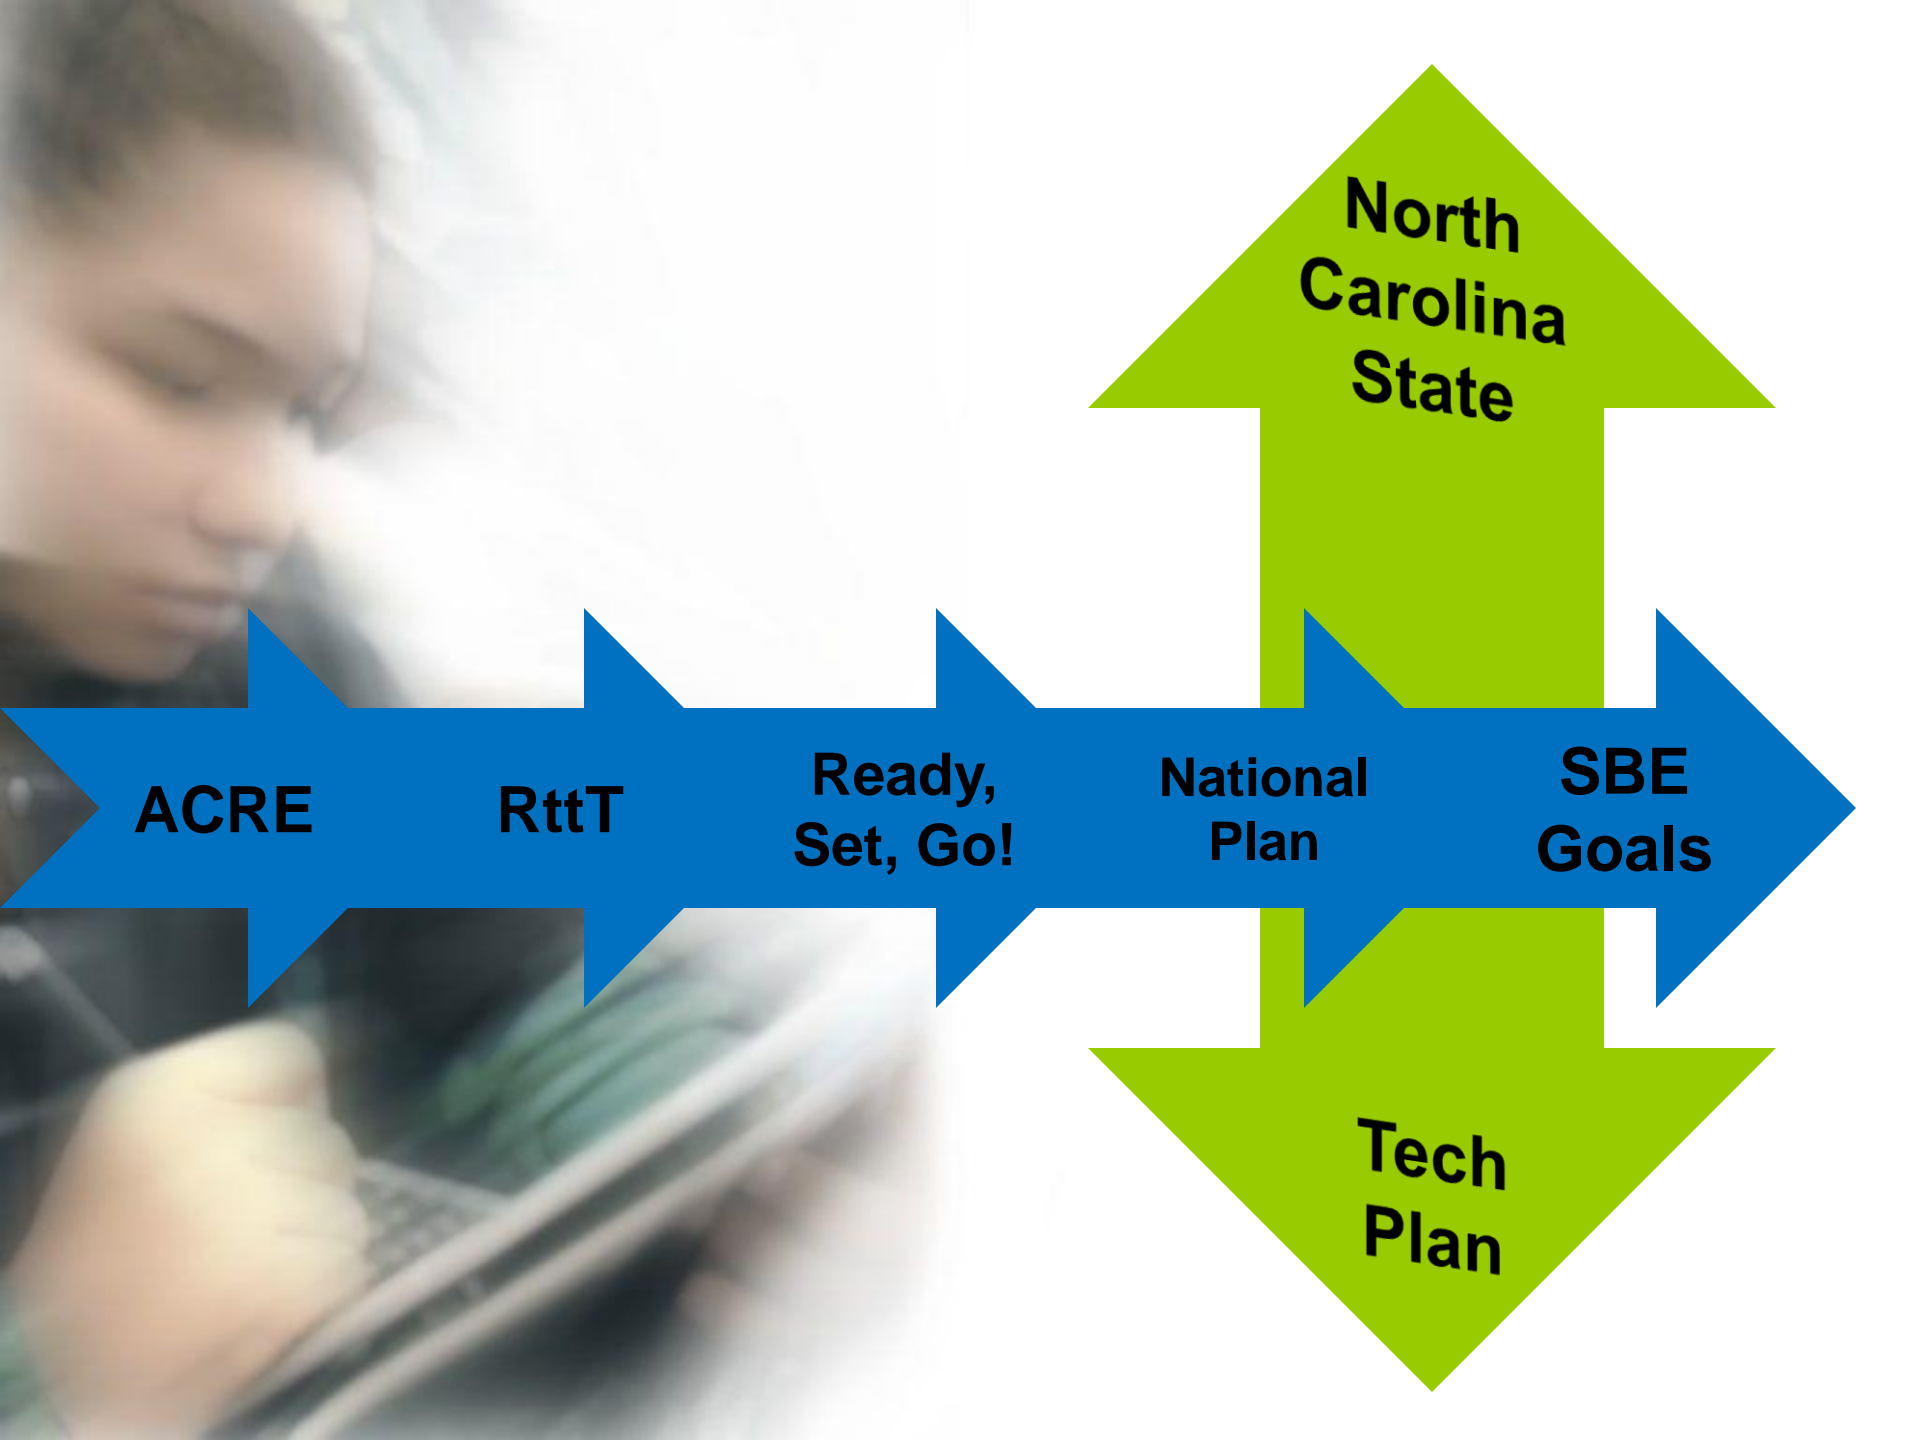 North
Carolina
State
ACRE
RttT
Ready,
Set, Go!
National
Plan
SBE
Goals
Tech
Plan